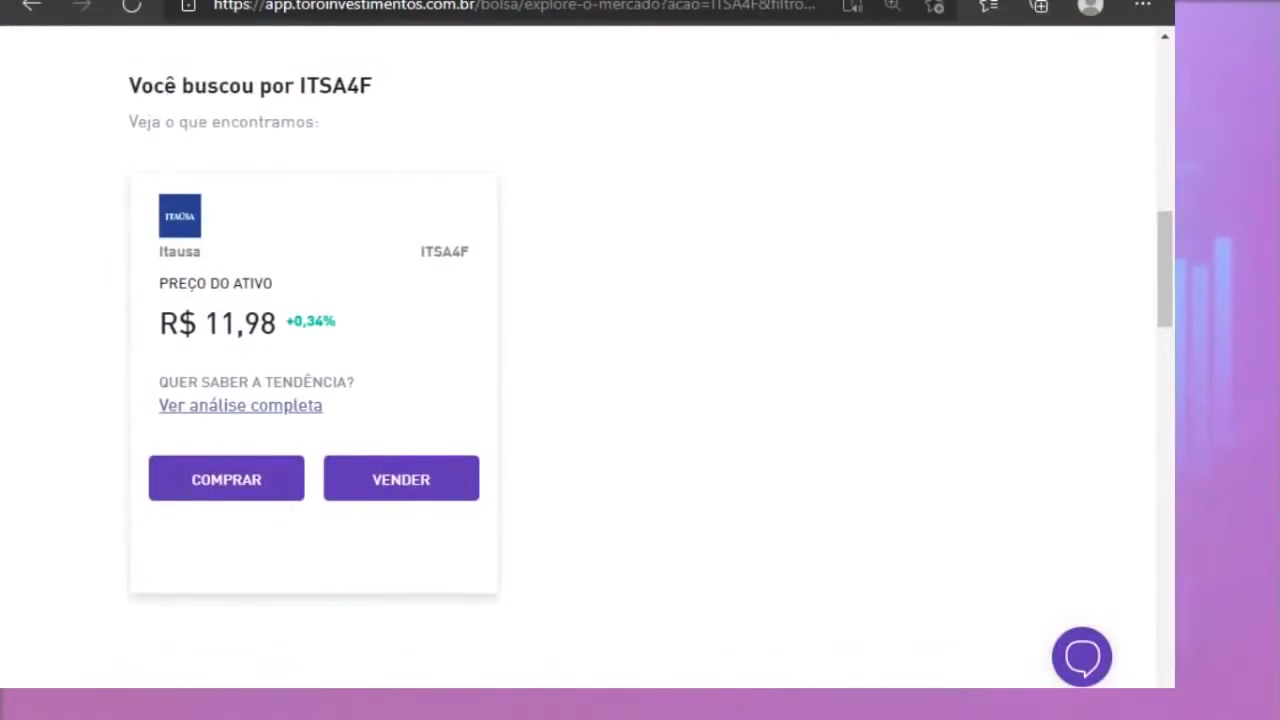 https://app.toroinvestimentos.com.br/bolsa/explore-o-mercado?acao=ITSA4F&filtro...
Você buscou por ITSA4F
Veja o que encontramos:
ITAÚSA
Itausa ITSA4F
PREÇO DO ATIVO
R$ 11,98 +0,34%
QUER SABER A TENDÊNCIA?
Ver análise completa
COMPRAR VENDER